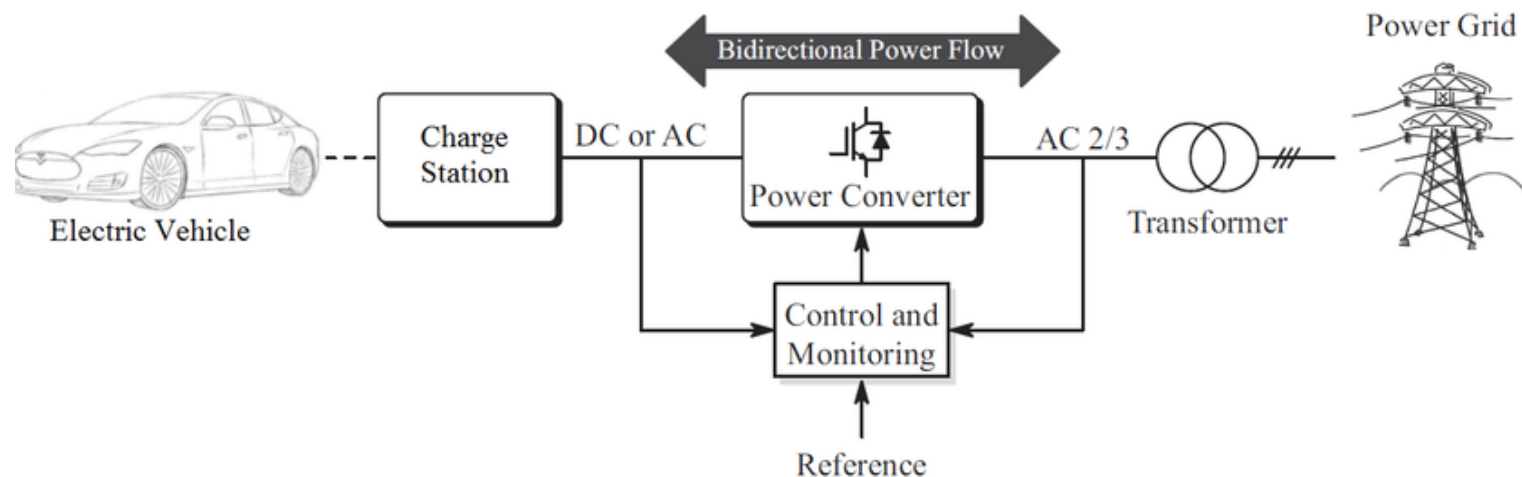 Power Grid
Bidirectional Power Flow
Charge
Station
DC or AC
Power Converter
AC 2/3
Transformer
Electric Vehicle
Control and
Monitoring
Reference